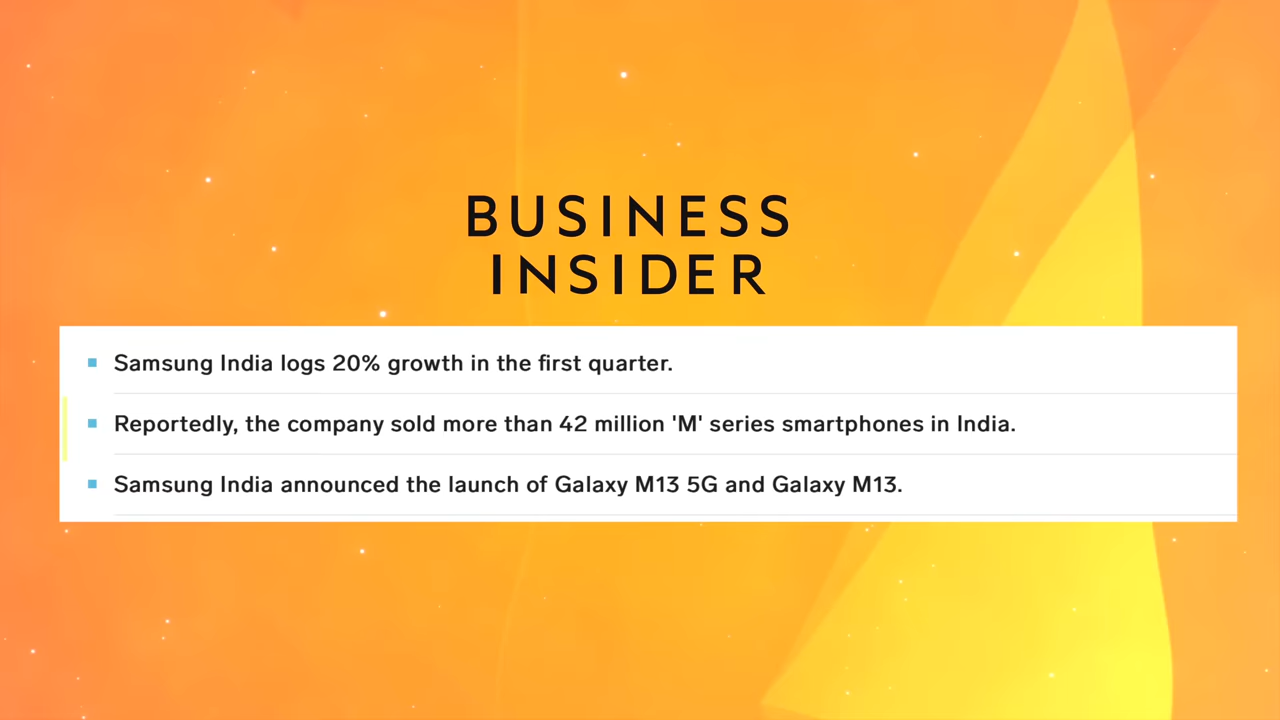 BUSINESS
INSIDER
Samsung India logs 20% growth in the first quarter.
Reportedly, the company sold more than 42 million 'M' series smartphones in India.
Samsung India announced the launch of Galaxy M13 5G and Galaxy M13.